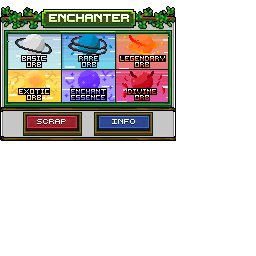 ENCHANTER
BASIC
ORB
RARE
ORB
LEGENDARY
ORB
EXOTIC
ORB
ENCHANT
ESSENCE
DIVINE
ORB
SCRAP
INFO